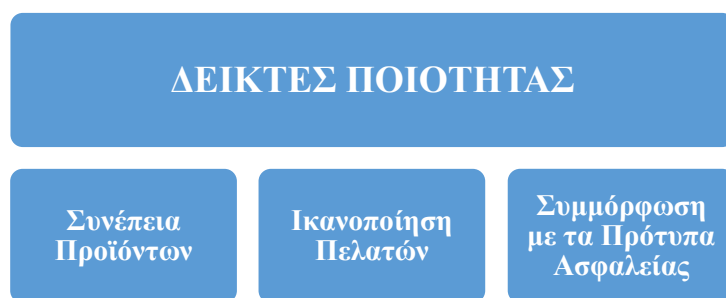 ΔΕΙΚΤΕΣ ΠΟΙΟΤΗΤΑΣ
Συνέπεια
Προϊόντων
Ικανοποίηση
Πελατών
Συμμόρφωση
με τα Πρότυπα
Ασφαλείας